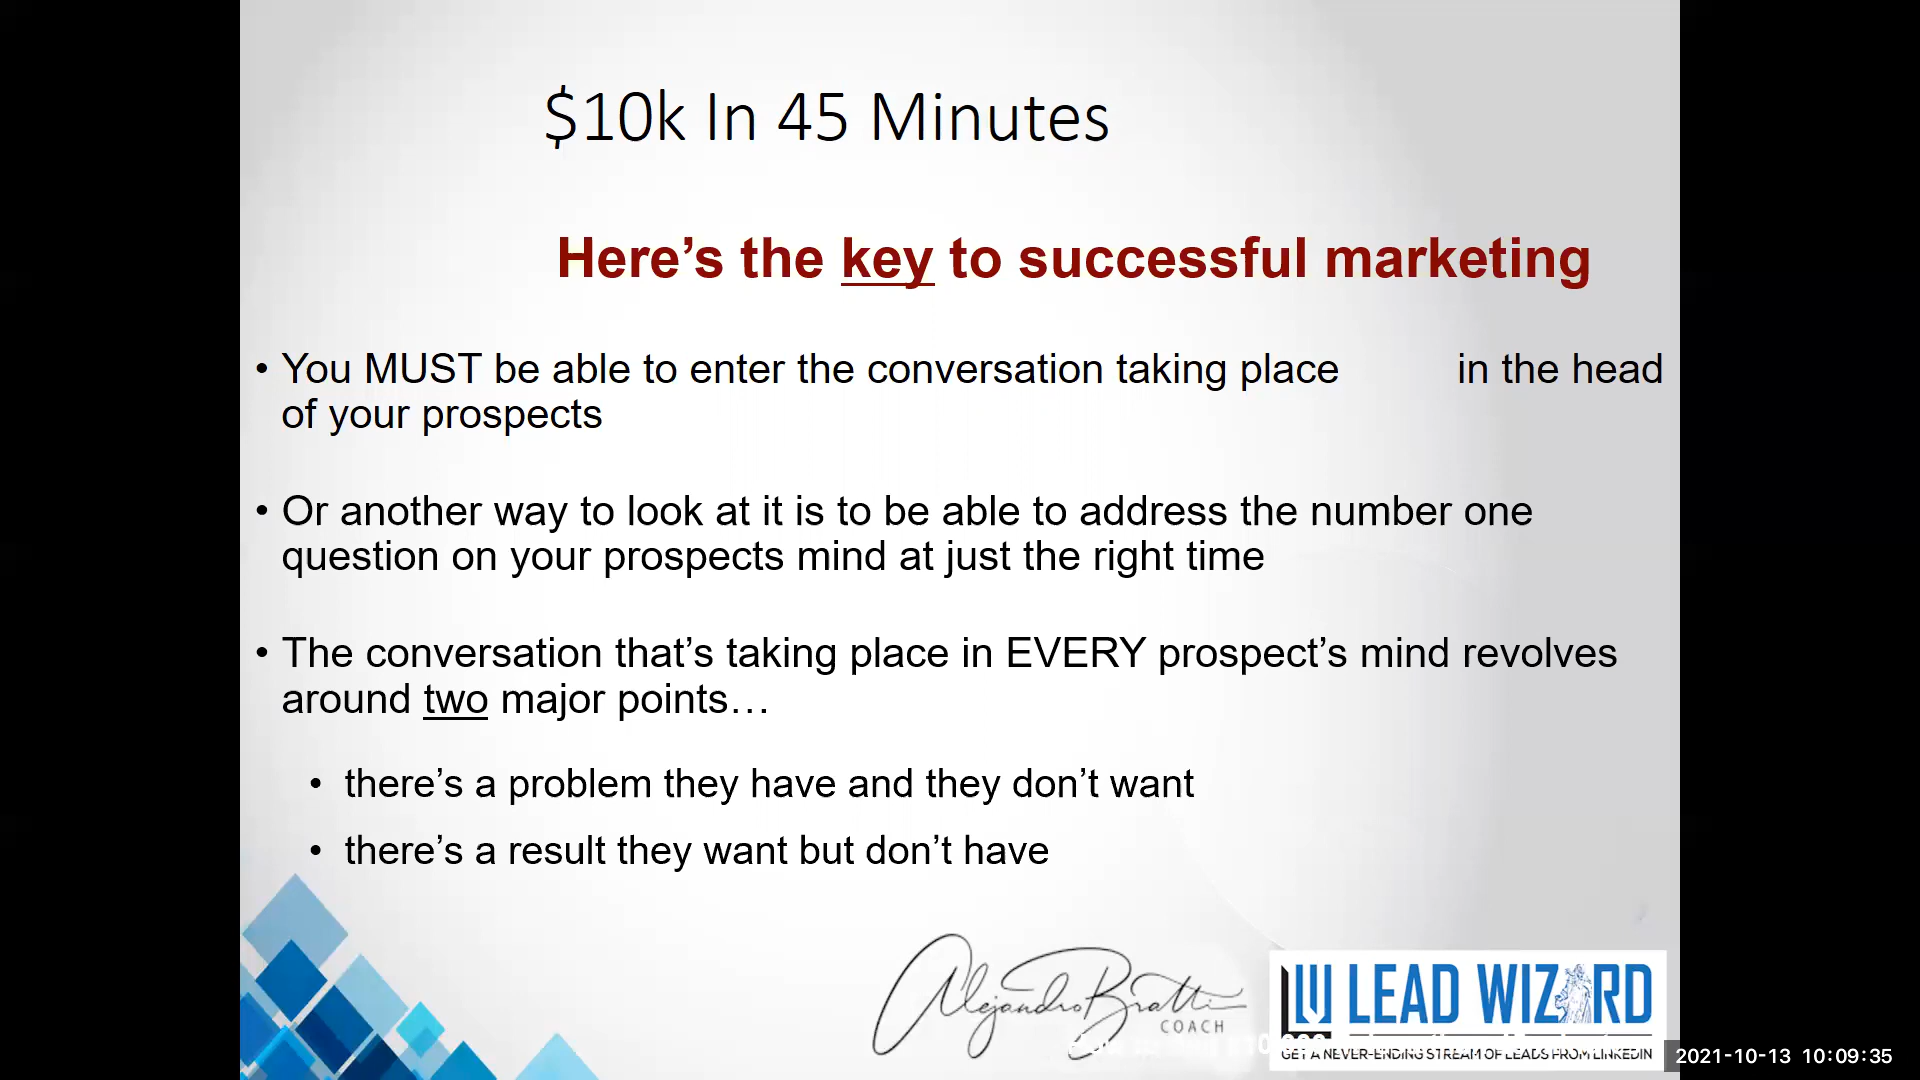 $10k In 45 Minutes
Here’s the key to successful marketing
• You MUST be able to enter the conversation taking place in the head
of your prospects
• Or another way to look at it is to be able to address the number one
question on your prospects mind at just the right time
• The conversation that’s taking place in EVERY prospect’s mind revolves
around two major points…
• there’s a problem they have and they don’t want
• there’s a result they want but don’t have
Alejandro Bratti
COACH
LEAD WIZARD
GET A NEVER-ENDING STREAM OF LEADS FROM LINKEDIN
2021-10-13 10:09:35